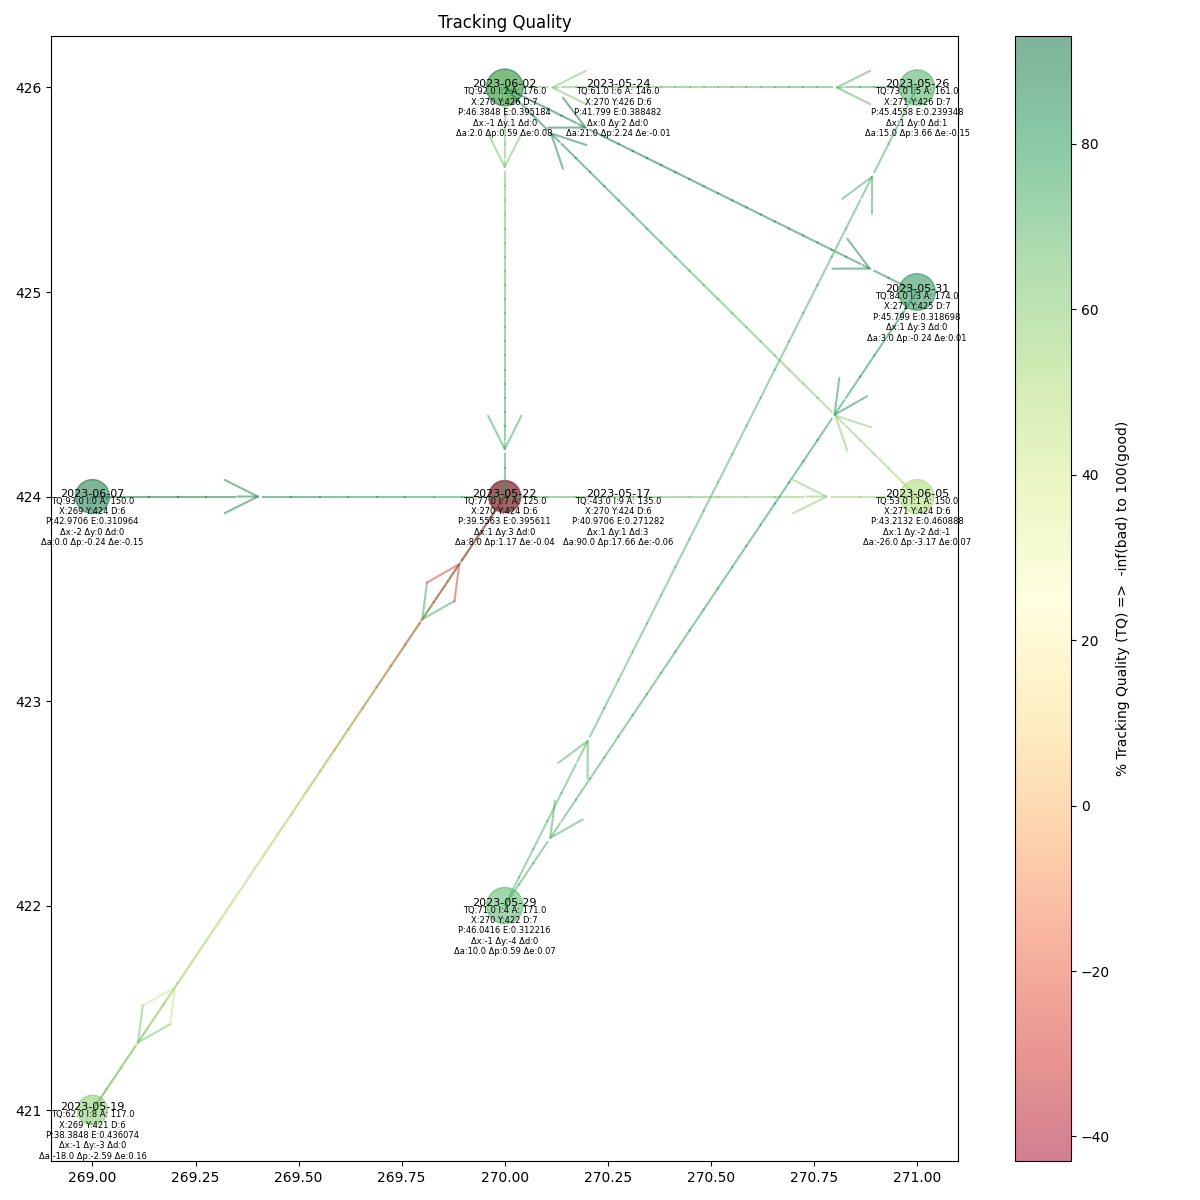 Tracking Quality
426
425
424
423
422
421
269.00
269.25
269.50
269.75
270.00
270.25
270.50
270.75
271.00
2023-06-02
TQ:92.0 I:2 A: 176.0
X:270 Y:426 D:7
P:46.3848 E:0.395184
Δx:-1 Δy:1 Δd:0
Δa:2.0 Δp:0.59 Δe:0.08
2023-05-24
TQ:61.0 I:6 A: 146.0
X:270 Y:426 D:6
P:41.799 E:0.388482
Δx:0 Δy:2 Δd:0
Δa:21.0 Δp:2.24 Δe:-0.01
2023-05-26
TQ:73.0 I:5 A: 161.0
X:271 Y:426 D:7
P:45.4558 E:0.239348
Δx:1 Δy:0 Δd:1
Δa:15.0 Δp:3.66 Δe:-0.15
2023-05-31
TQ:84.0 I:3 A: 174.0
X:271 Y:425 D:7
P:45.799 E:0.318698
Δx:1 Δy:3 Δd:0
Δa:3.0 Δp:-0.24 Δe:0.01
2023-06-07
TQ:93.0 I:0 A: 150.0
X:269 Y:424 D:6
P:42.9706 E:0.310964
Δx:-2 Δy:0 Δd:0
Δa:0.0 Δp:-0.24 Δe:-0.15
2023-05-22
TQ:77.0 I:7 A: 125.0
X:270 Y:424 D:6
P:39.5563 E:0.395611
Δx:1 Δy:3 Δd:0
Δa:8.0 Δp:1.17 Δe:-0.04
2023-05-17
TQ:-43.0 I:9 A: 135.0
X:270 Y:424 D:6
P:40.9706 E:0.271282
Δx:1 Δy:1 Δd:3
Δa:90.0 Δp:17.66 Δe:-0.06
2023-06-05
TQ:53.0 I:1 A: 150.0
X:271 Y:424 D:6
P:43.2132 E:0.460888
Δx:1 Δy:-2 Δd:-1
Δa:-26.0 Δp:-3.17 Δe:0.07
2023-05-29
TQ:71.0 I:4 A: 171.0
X:270 Y:422 D:7
P:46.0416 E:0.312216
Δx:-1 Δy:-4 Δd:0
Δa:10.0 Δp:0.59 Δe:0.07
2023-05-19
TQ:62.0 I:8 A: 117.0
X:269 Y:421 D:6
P:38.3848 E:0.436074
Δx:-1 Δy:-3 Δd:0
Δa:-18.0 Δp:-2.59 Δe:0.16
80
60
40
20
0
−20
−40
% Tracking Quality (TQ) => -inf(bad) to 100(good)